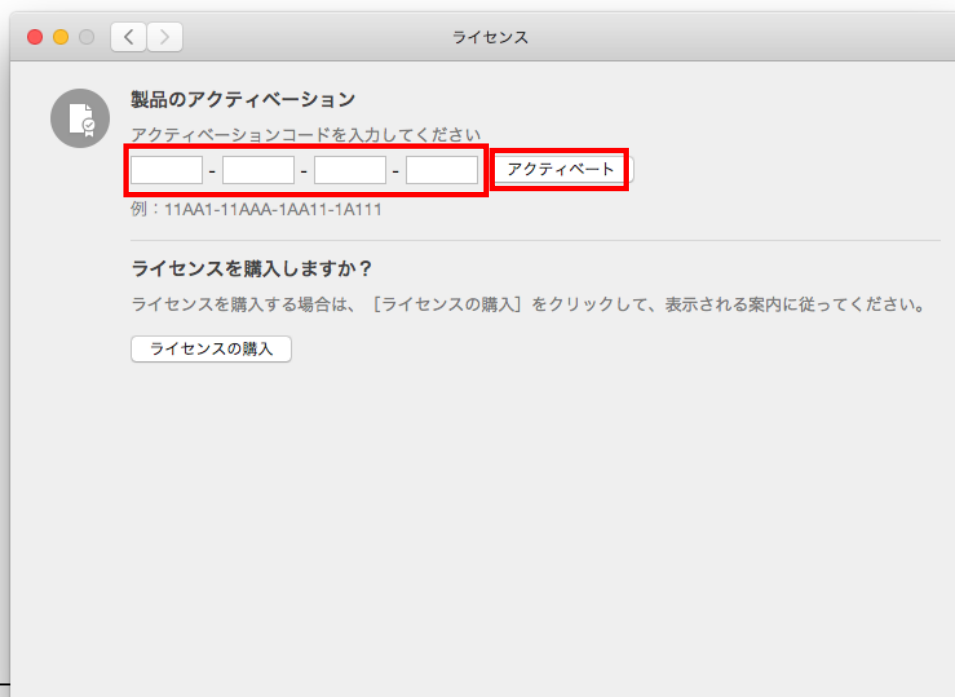 ライセンス
製品のアクティベーション
アクティベーションコードを入力してください
- - - アクティベート
例：11AA1-11AAA-1AA11-1A111
ライセンスを購入しますか？
ライセンスを購入する場合は、［ライセンスの購入］をクリックして、表示される案内に従ってください。
ライセンスの購入